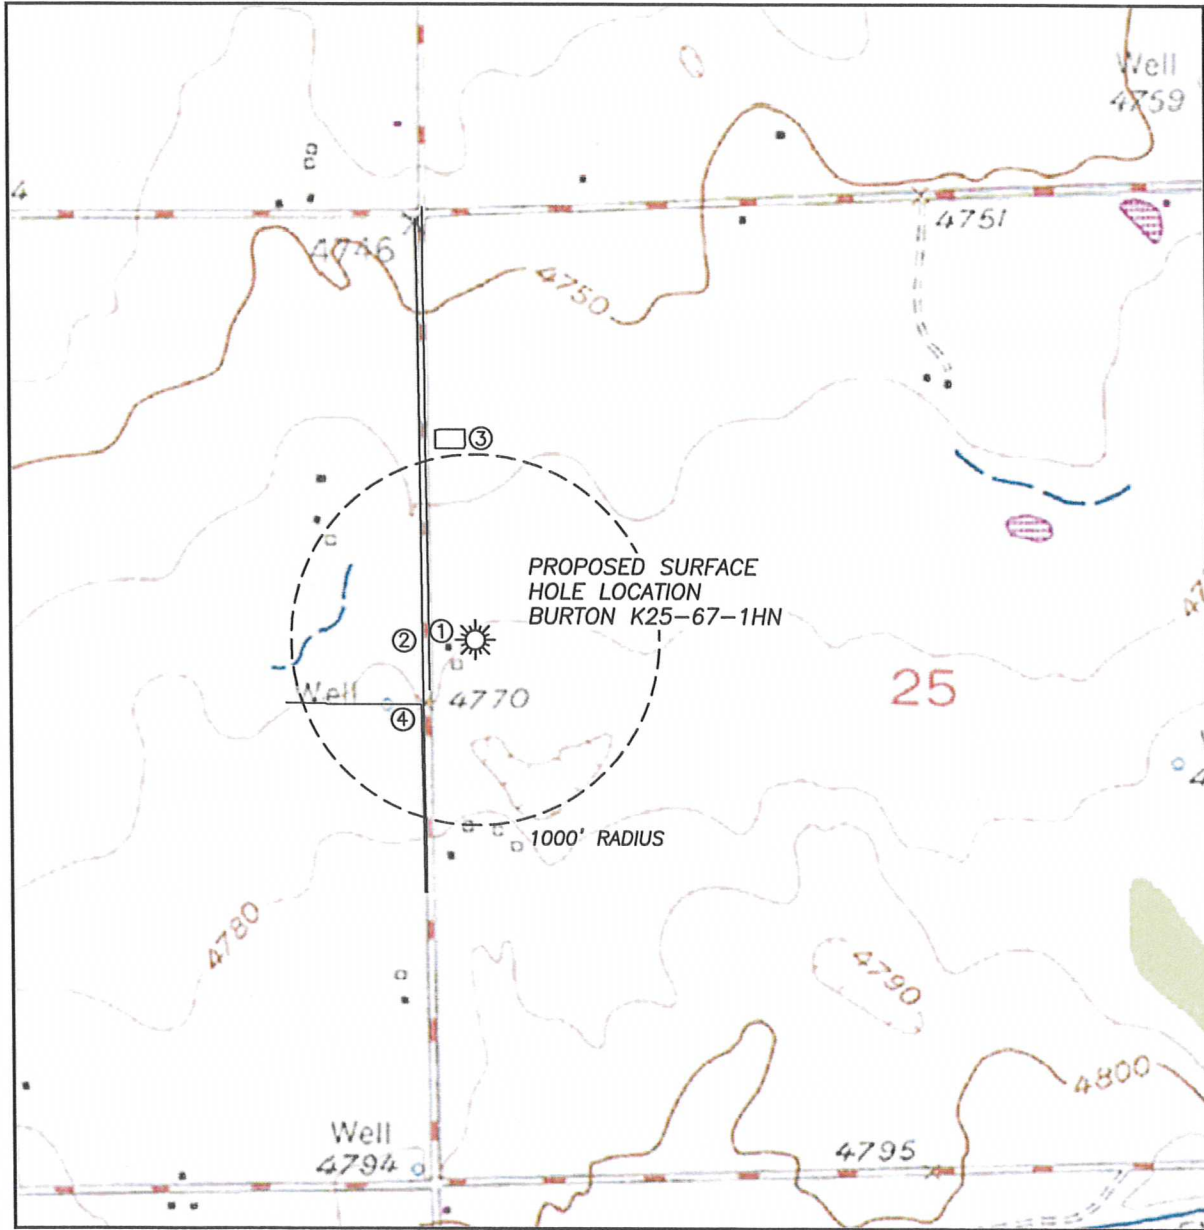 Well
4759
4
4746
4751
4750
③
PROPOSED SURFACE
HOLE LOCATION
BURTON K25-67-1HN
②
①
25
Well
4770
④
1000' RADIUS
4780
4790
4800
Well
4794
4795